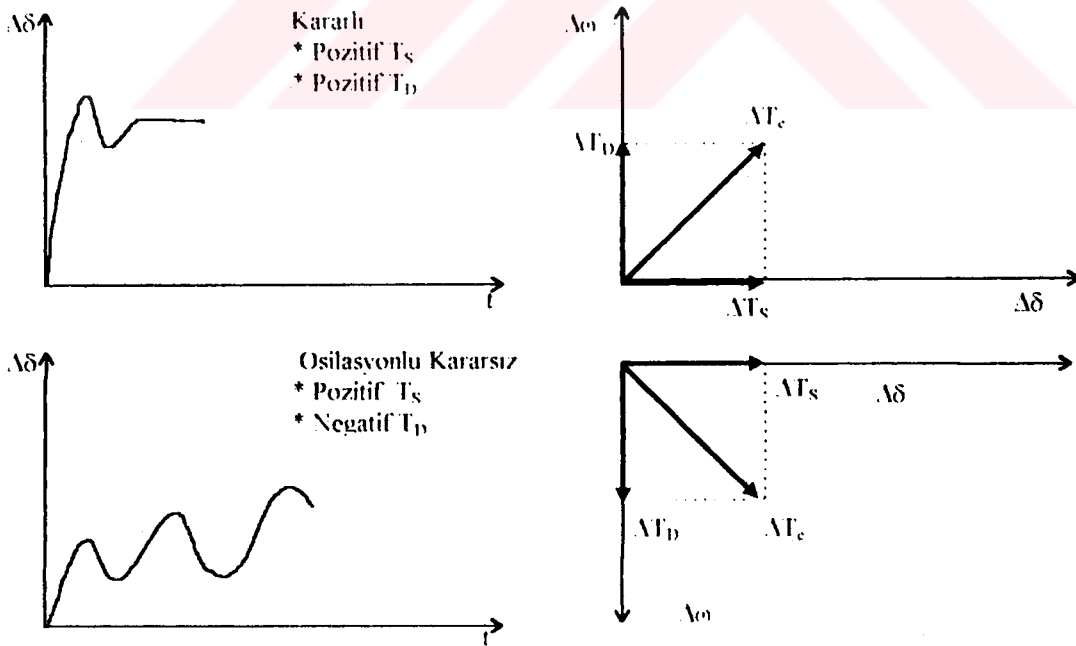 Δδ
Kararlı
* Pozitif T_S
* Pozitif T_D
t
Δω
ΔT_e
ΔT_D
ΔT_S
Δδ
Δδ
Osilasyonlu Kararsız
* Pozitif T_S
* Negatif T_D
t
ΔT_S
Δδ
ΔT_D
ΔT_e
Δω